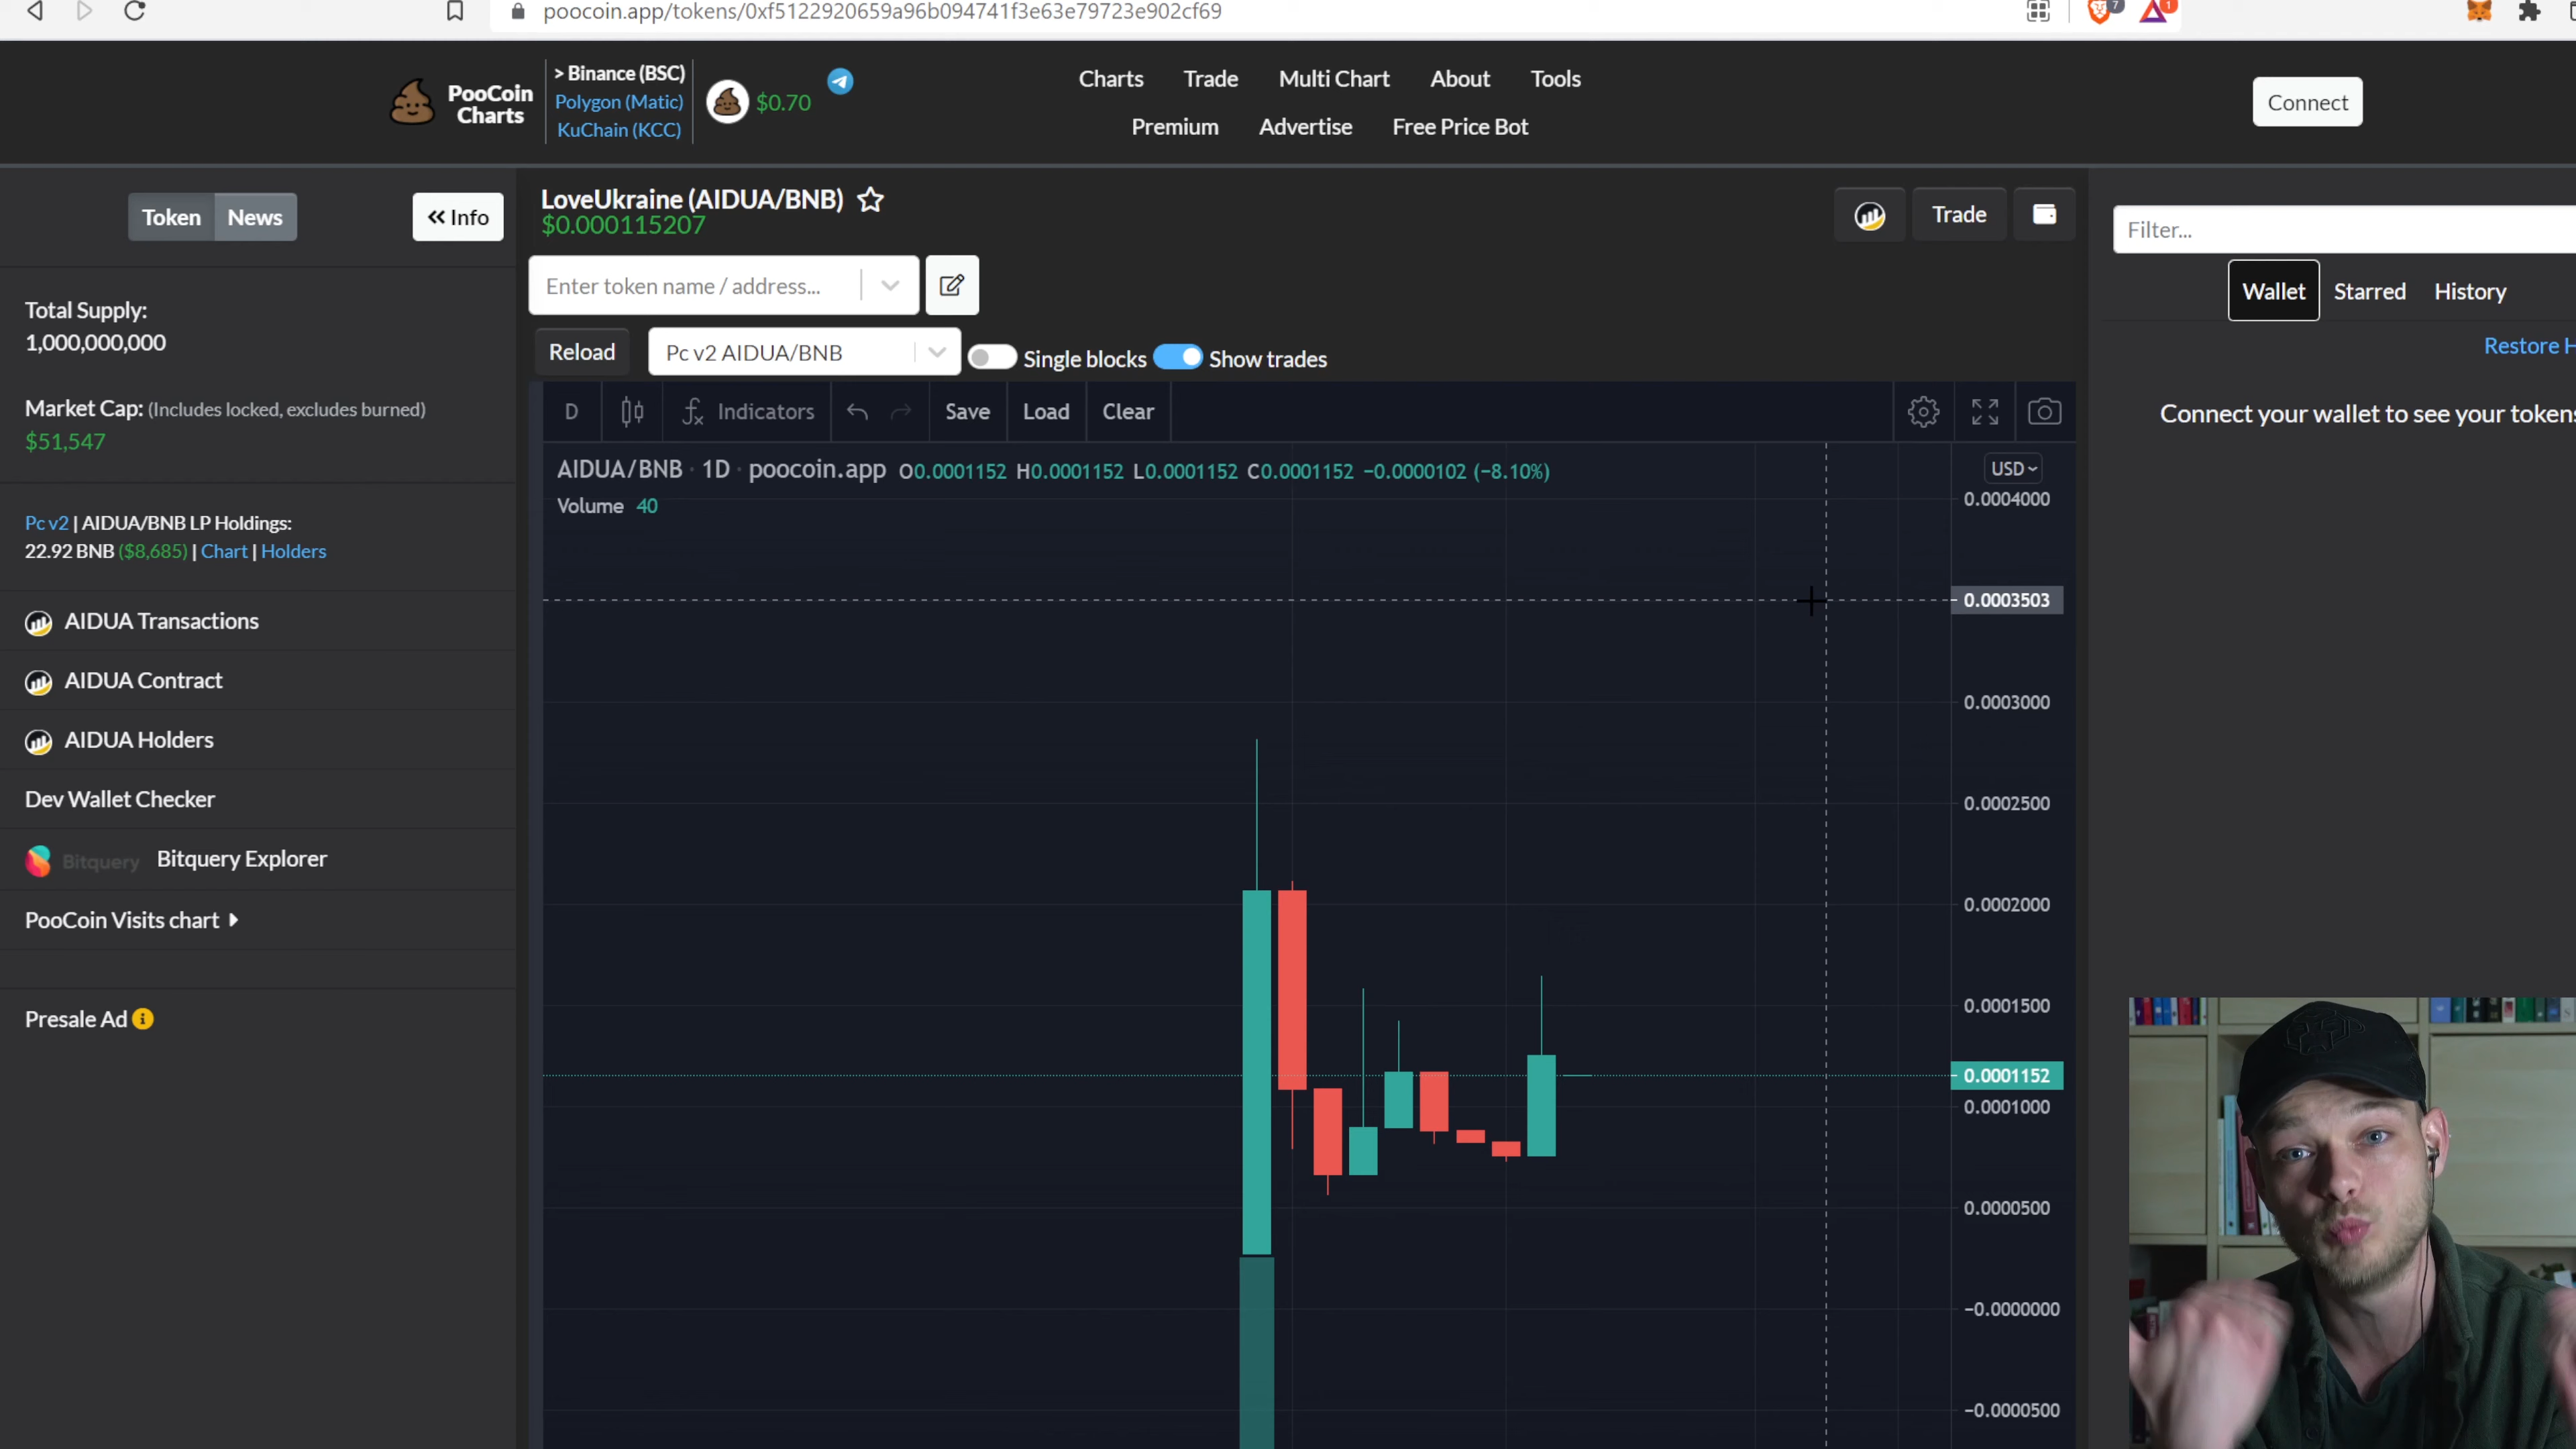 poocoin.app/tokens/0xf5122920659a96b094741f3e63e79723e902cf69
7
1
PooCoin
Charts
> Binance (BSC)
Polygon (Matic)
KuChain (KCC)
$0.70
Charts Trade Multi Chart About Tools
Premium Advertise Free Price Bot
Connect
Token News
« Info
Total Supply:
1,000,000,000
Market Cap: (Includes locked, excludes burned)
$51,547
Pc v2 | AIDUA/BNB LP Holdings:
22.92 BNB ($8,685) | Chart | Holders
AIDUA Transactions
AIDUA Contract
AIDUA Holders
Dev Wallet Checker
Bitquery Bitquery Explorer
PooCoin Visits chart
Presale Ad
LoveUkraine (AIDUA/BNB)
$0.000115207
Trade
Enter token name / address...
Reload Pc v2 AIDUA/BNB Single blocks Show trades
D Indicators Save Load Clear
AIDUA/BNB · 1D · poocoin.app O0.0001152 H0.0001152 L0.0001152 C0.0001152 −0.0000102 (−8.10%)
Volume 40
USD
0.0004000
0.0003503
0.0003000
0.0002500
0.0002000
0.0001500
0.0001152
0.0001000
0.0000500
−0.0000000
−0.0000500
Filter...
Wallet Starred History
Restore H
Connect your wallet to see your tokens